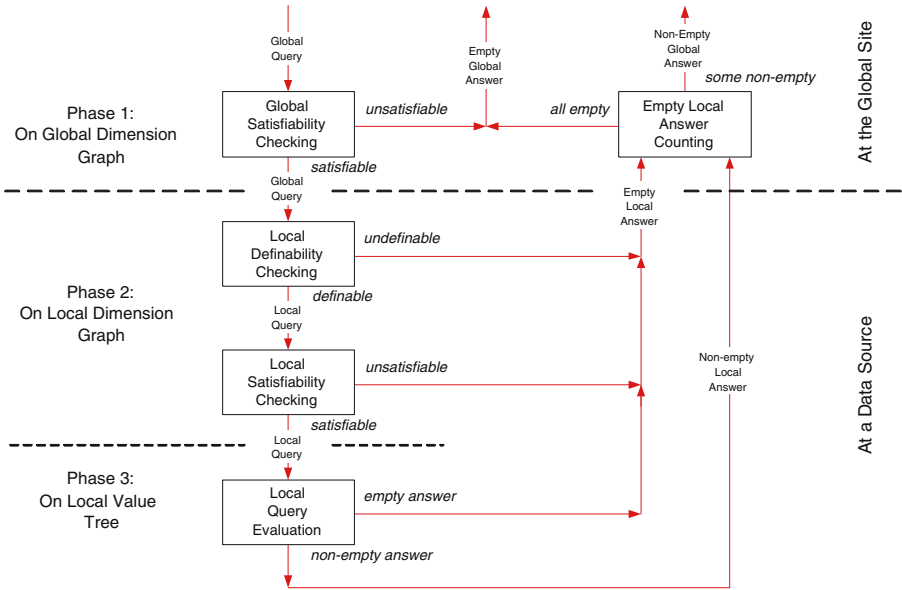 Global
Query
Empty
Global
Answer
Non-Empty
Global
Answer
some non-empty
Phase 1:
On Global Dimension
Graph
Global
Satisfiability
Checking
unsatisfiable
all empty
Empty Local
Answer
Counting
At the Global Site
satisfiable
Global
Query
Empty
Local
Answer
Local
Definability
Checking
undefinable
definable
Phase 2:
On Local Dimension
Graph
Local
Query
Local
Satisfiability
Checking
unsatisfiable
Non-empty
Local
Answer
At a Data Source
satisfiable
Local
Query
Phase 3:
On Local Value
Tree
Local
Query
Evaluation
empty answer
non-empty answer